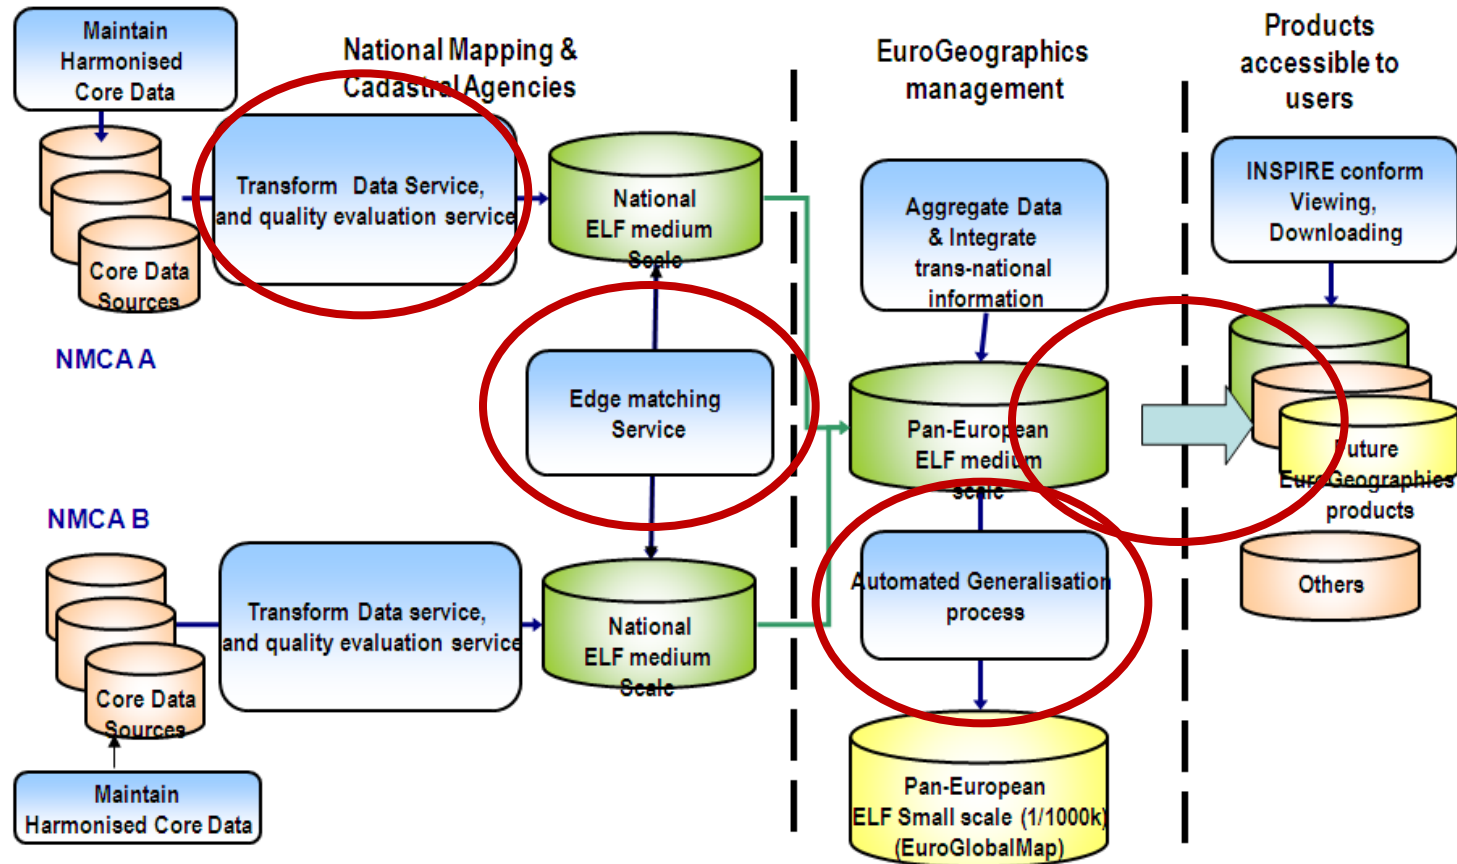 Maintain
Harmonised
Core Data
National Mapping &
Cadastral Agencies
EuroGeographics
management
Products
accessible to
users
Transform Data Service,
and quality evaluation service
National
ELF medium
Scale
Aggregate Data
& Integrate
trans-national
information
INSPIRE conform
Viewing,
Downloading
Core Data
Sources
NMCA A
Edge matching
Service
Pan-European
ELF medium
scale
Future
EuroGeographics
products
NMCA B
Core Data
Sources
Transform Data service,
and quality evaluation service
National
ELF medium
Scale
Automated Generalisation
process
Others
Maintain
Harmonised Core Data
Pan-European
ELF Small scale (1/1000k)
(EuroGlobalMap)